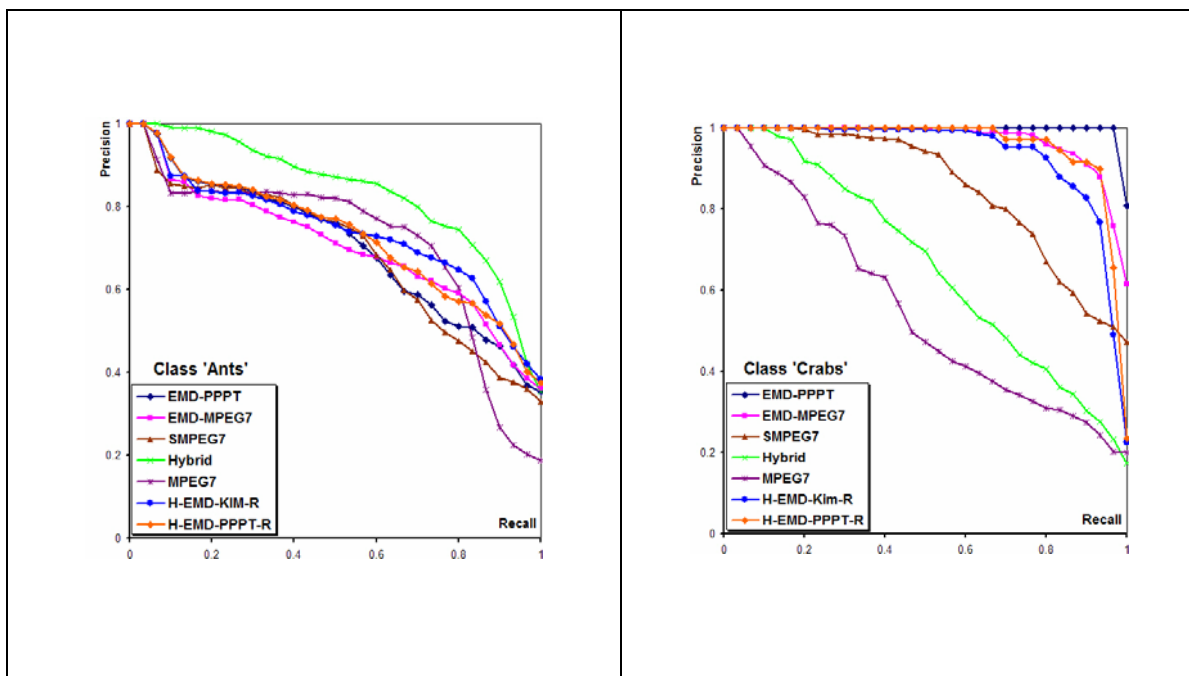 Precision
1
0.8
0.6
0.4
0.2
0
Class 'Ants'
EMD-PPPT
EMD-MPEG7
SMPEG7
Hybrid
MPEG7
H-EMD-KIM-R
H-EMD-PPPT-R
Recall
0 0.2 0.4 0.6 0.8 1
Precision
1
0.8
0.6
0.4
0.2
0
Class 'Crabs'
EMD-PPPT
EMD-MPEG7
SMPEG7
Hybrid
MPEG7
H-EMD-Kim-R
H-EMD-PPPT-R
Recall
0 0.2 0.4 0.6 0.8 1